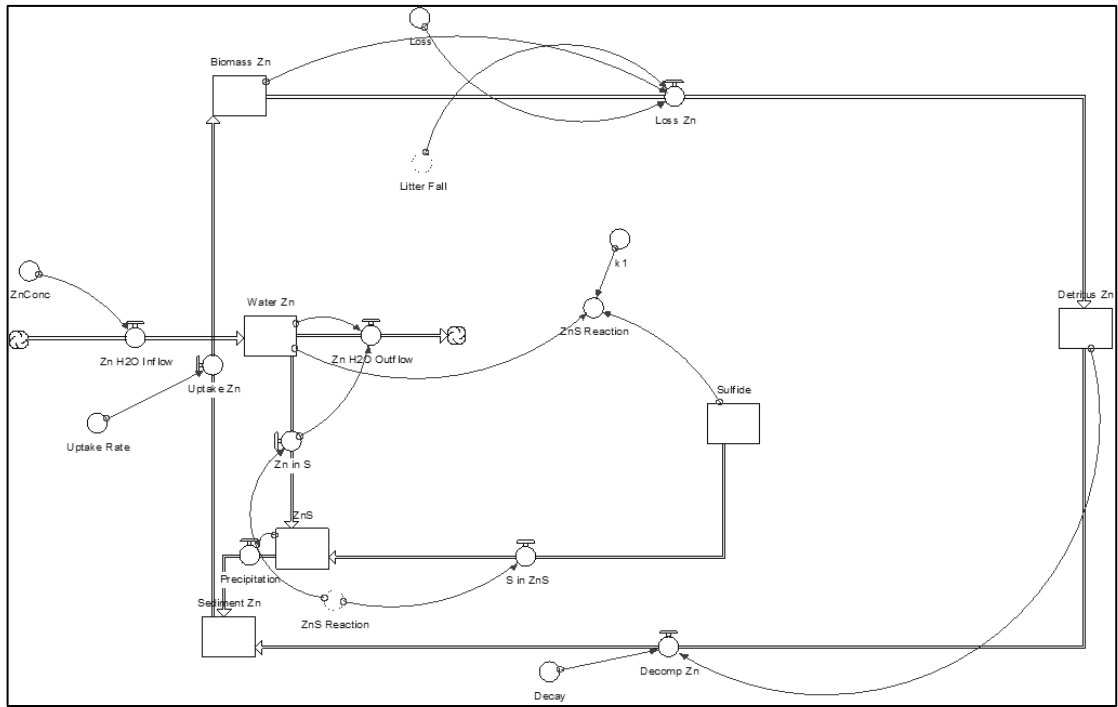 Loss
Biomass Zn
Loss Zn
Litter Fall
k1
ZnConc
Water Zn
Detritus Zn
ZnS Reaction
Zn H2O Inflow
Zn H2O Outflow
Uptake Zn
Sulfide
Uptake Rate
Zn in S
ZnS
Precipitation
S in ZnS
Sediment Zn
ZnS Reaction
Decomp Zn
Decay